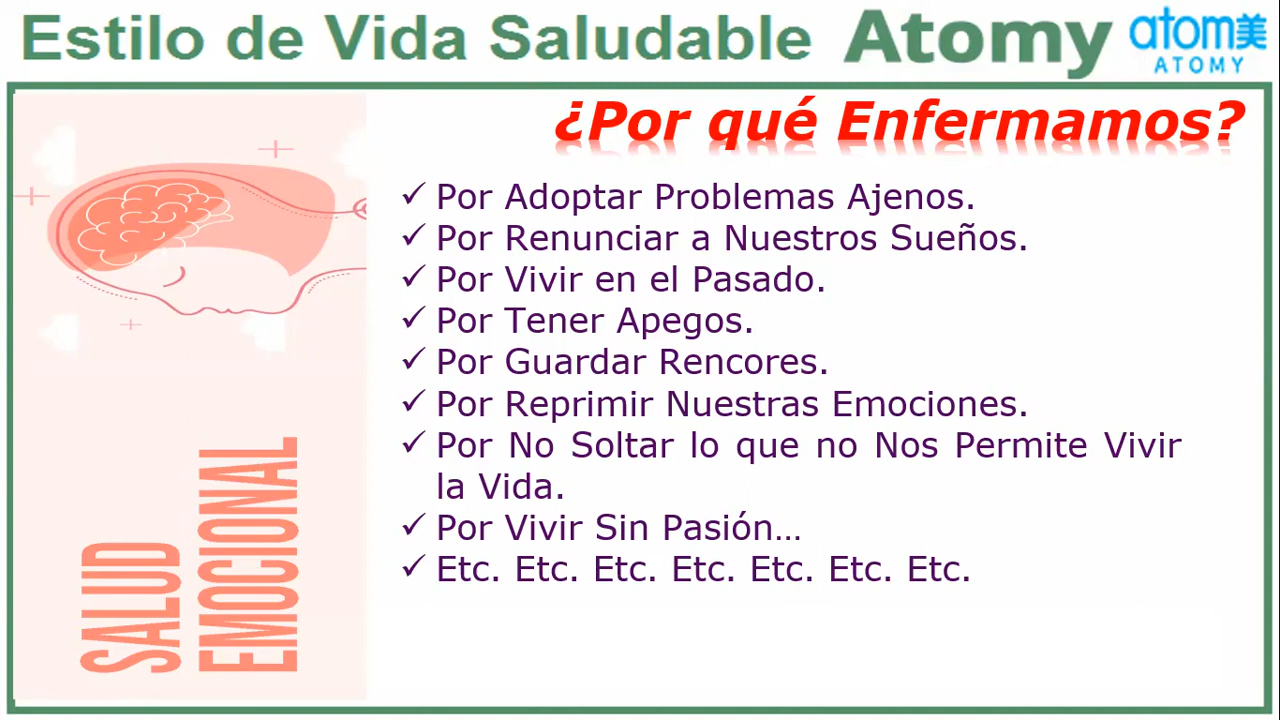 Estilo de Vida Saludable Atomy
atom美
ATOMY
¿Por qué Enfermamos?
✓ Por Adoptar Problemas Ajenos.
✓ Por Renunciar a Nuestros Sueños.
✓ Por Vivir en el Pasado.
✓ Por Tener Apegos.
✓ Por Guardar Rencores.
✓ Por Reprimir Nuestras Emociones.
✓ Por No Soltar lo que no Nos Permite Vivir
la Vida.
✓ Por Vivir Sin Pasión…
✓ Etc. Etc. Etc. Etc. Etc. Etc. Etc.
SALUD
EMOCIONAL